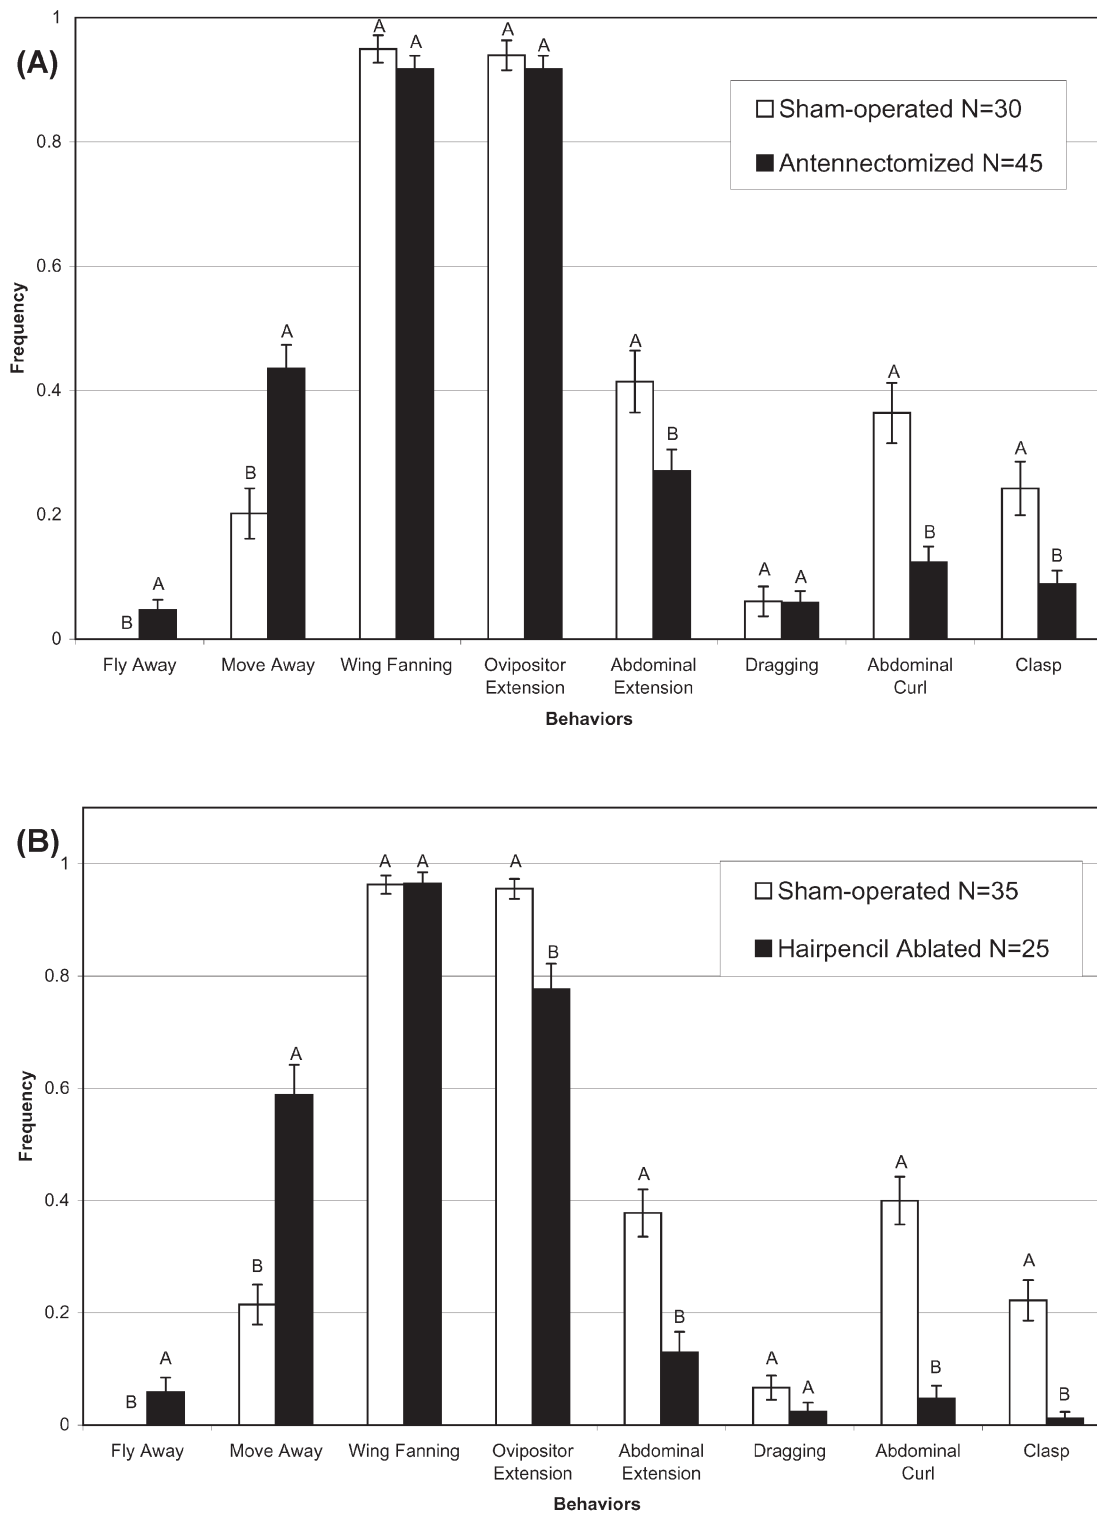 (A)
1
0.8
0.6
0.4
0.2
0
Frequency
Sham-operated N=30
Antennectomized N=45
B A
B A
A A
A A
A B
A A
A B
A B
Fly Away Move Away Wing Fanning Ovipositor Extension Abdominal Extension Dragging Abdominal Curl Clasp
Behaviors
(B)
1
0.8
0.6
0.4
0.2
0
Frequency
Sham-operated N=35
Hairpencil Ablated N=25
B A
B A
A A
A B
A B
A A
A B
A B
Fly Away Move Away Wing Fanning Ovipositor Extension Abdominal Extension Dragging Abdominal Curl Clasp
Behaviors